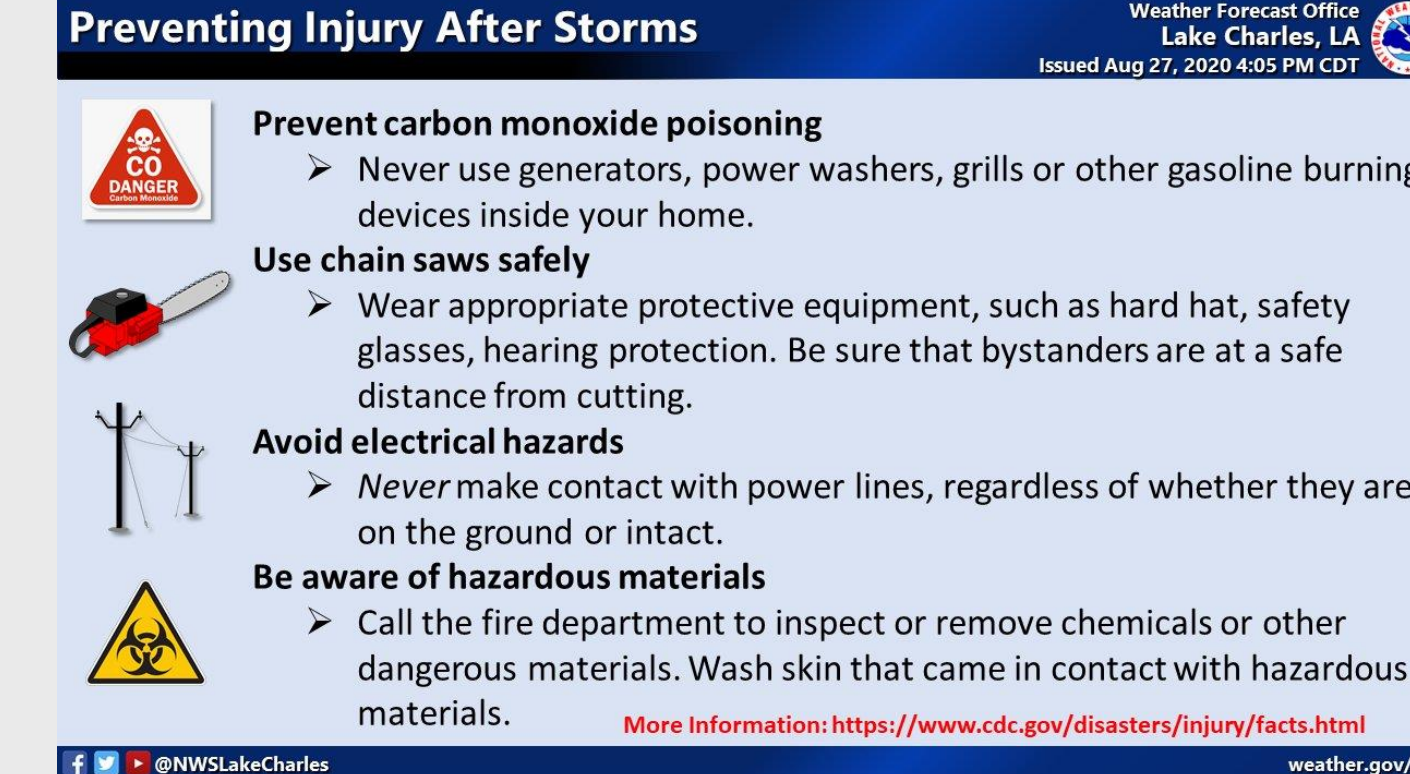 Preventing Injury After Storms
Weather Forecast Office
Lake Charles, LA
Issued Aug 27, 2020 4:05 PM CDT
CO
DANGER
Carbon Monoxide
Prevent carbon monoxide poisoning
➢ Never use generators, power washers, grills or other gasoline burning
devices inside your home.
Use chain saws safely
➢ Wear appropriate protective equipment, such as hard hat, safety
glasses, hearing protection. Be sure that bystanders are at a safe
distance from cutting.
Avoid electrical hazards
➢ Never make contact with power lines, regardless of whether they are
on the ground or intact.
Be aware of hazardous materials
➢ Call the fire department to inspect or remove chemicals or other
dangerous materials. Wash skin that came in contact with hazardous
materials.
More Information: https://www.cdc.gov/disasters/injury/facts.html
@NWSLakeCharles
weather.gov/